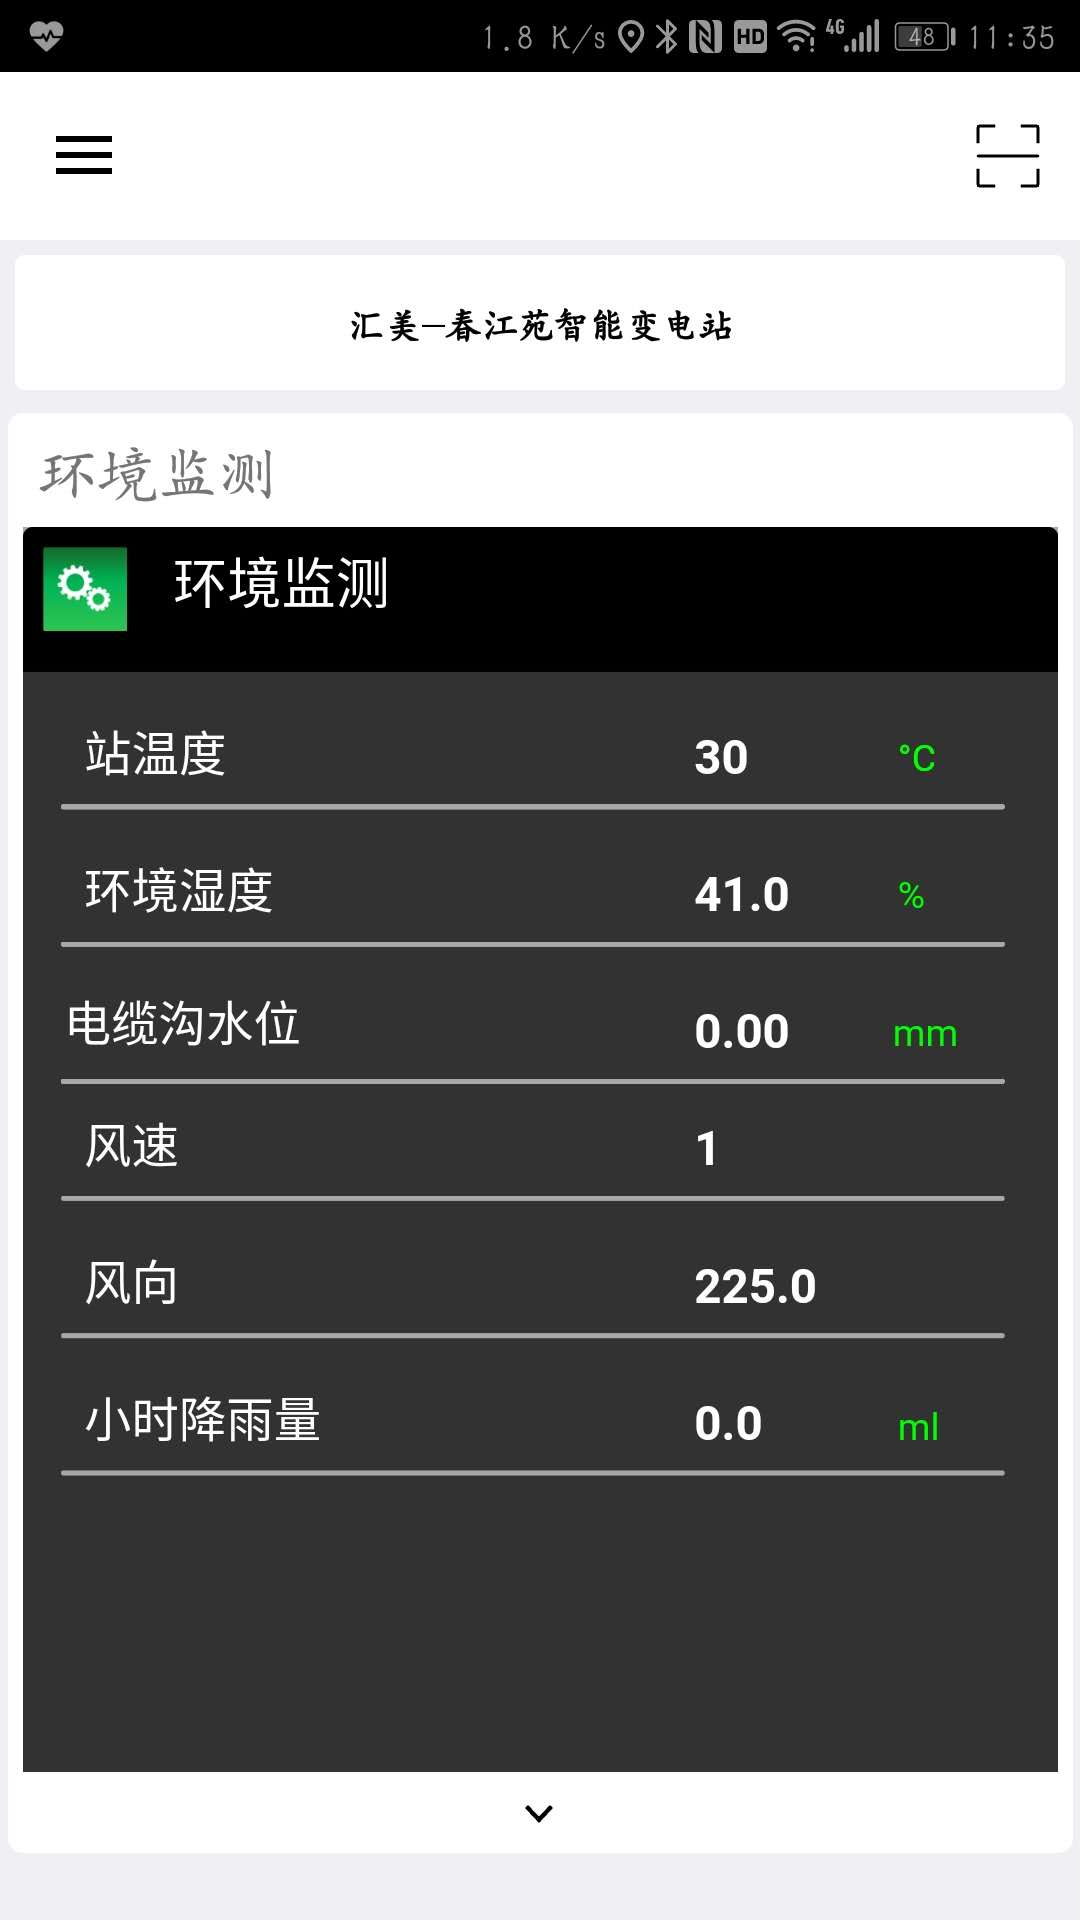 1.8 K/s HD 4G 48 11:35
汇美—春江苑智能变电站
环境监测
环境监测
站温度 30 °C
环境湿度 41.0 %
电缆沟水位 0.00 mm
风速 1
风向 225.0
小时降雨量 0.0 ml